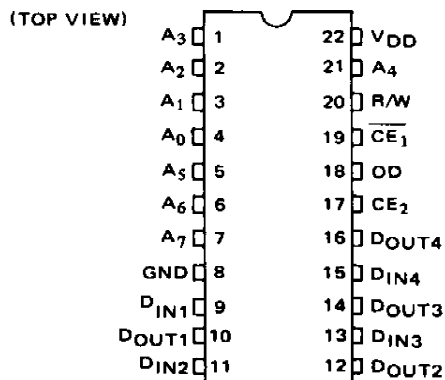 (TOP VIEW)
A3 1 22 VDD
A2 2 21 A4
A1 3 20 R/W
A0 4 19 CE1
A5 5 18 OD
A6 6 17 CE2
A7 7 16 DOUT4
GND 8 15 DIN4
DIN1 9 14 DOUT3
DOUT1 10 13 DIN3
DIN2 11 12 DOUT2